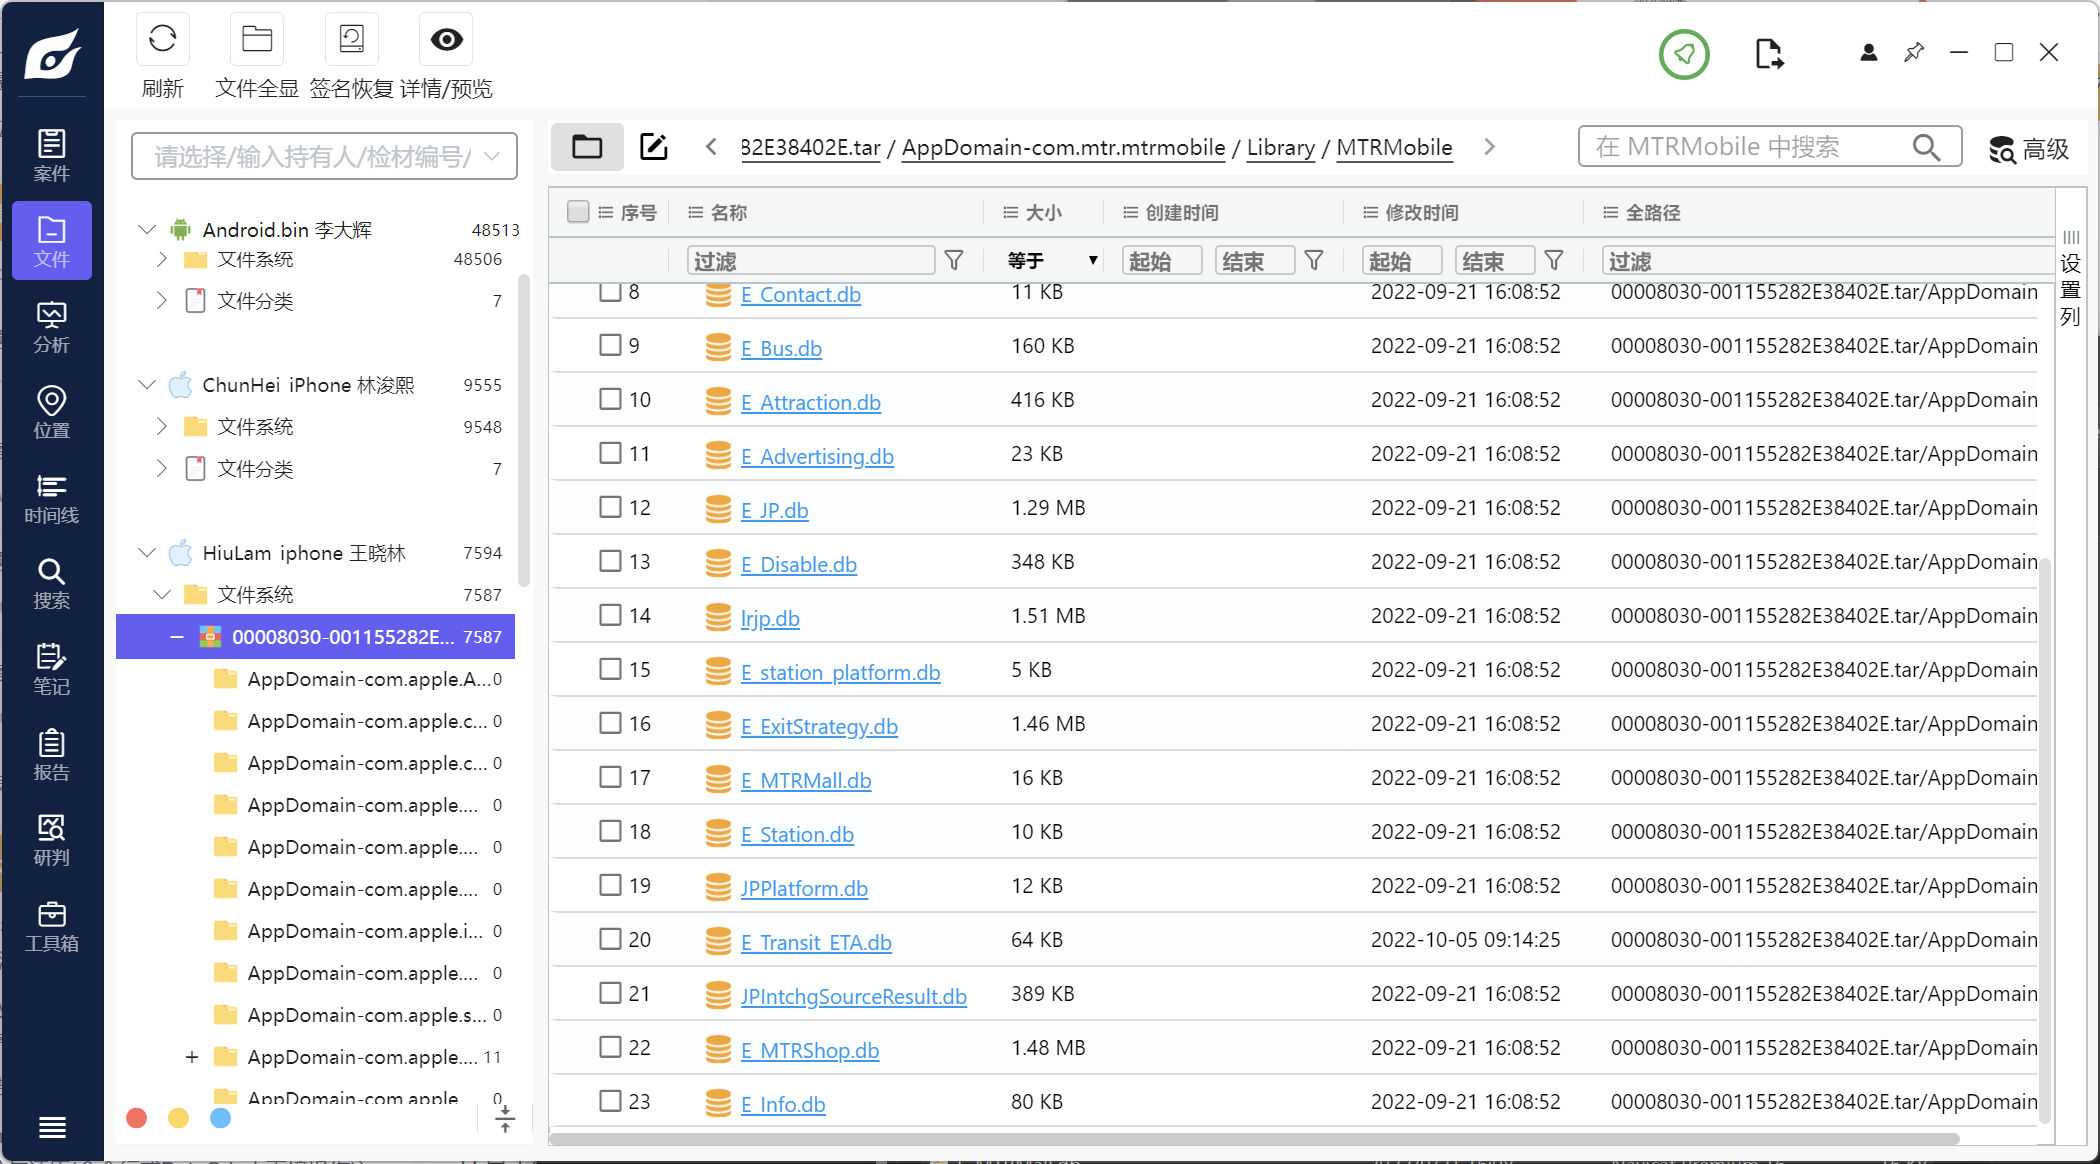 刷新
文件全显
签名恢复
详情/预览
案件
文件
分析
位置
时间线
搜索
笔记
报告
研判
工具箱
请选择/输入持有人/检材编号/
Android.bin 李大辉 48513
文件系统 48506
文件分类 7
ChunHei iPhone 林浚熙 9555
文件系统 9548
文件分类 7
HiuLam iphone 王晓林 7594
文件系统 7587
00008030-001155282E... 7587
AppDomain-com.apple.A... 0
AppDomain-com.apple.c... 0
AppDomain-com.apple.c... 0
AppDomain-com.apple.... 0
AppDomain-com.apple.... 0
AppDomain-com.apple.... 0
AppDomain-com.apple.i... 0
AppDomain-com.apple.... 0
AppDomain-com.apple.s... 0
AppDomain-com.apple.... 11
AppDomain-com.apple 0
82E38402E.tar / AppDomain-com.mtr.mtrmobile / Library / MTRMobile
在 MTRMobile 中搜索
高级
序号 名称 大小 创建时间 修改时间 全路径
过滤 等于 起始 结束 起始 结束 过滤
设置列
8 E_Contact.db 11 KB 2022-09-21 16:08:52 00008030-001155282E38402E.tar/AppDomain
9 E_Bus.db 160 KB 2022-09-21 16:08:52 00008030-001155282E38402E.tar/AppDomain
10 E_Attraction.db 416 KB 2022-09-21 16:08:52 00008030-001155282E38402E.tar/AppDomain
11 E_Advertising.db 23 KB 2022-09-21 16:08:52 00008030-001155282E38402E.tar/AppDomain
12 E_JP.db 1.29 MB 2022-09-21 16:08:52 00008030-001155282E38402E.tar/AppDomain
13 E_Disable.db 348 KB 2022-09-21 16:08:52 00008030-001155282E38402E.tar/AppDomain
14 lrjp.db 1.51 MB 2022-09-21 16:08:52 00008030-001155282E38402E.tar/AppDomain
15 E_station_platform.db 5 KB 2022-09-21 16:08:52 00008030-001155282E38402E.tar/AppDomain
16 E_ExitStrategy.db 1.46 MB 2022-09-21 16:08:52 00008030-001155282E38402E.tar/AppDomain
17 E_MTRMall.db 16 KB 2022-09-21 16:08:52 00008030-001155282E38402E.tar/AppDomain
18 E_Station.db 10 KB 2022-09-21 16:08:52 00008030-001155282E38402E.tar/AppDomain
19 JPPlatform.db 12 KB 2022-09-21 16:08:52 00008030-001155282E38402E.tar/AppDomain
20 E_Transit_ETA.db 64 KB 2022-10-05 09:14:25 00008030-001155282E38402E.tar/AppDomain
21 JPIntchgSourceResult.db 389 KB 2022-09-21 16:08:52 00008030-001155282E38402E.tar/AppDomain
22 E_MTRShop.db 1.48 MB 2022-09-21 16:08:52 00008030-001155282E38402E.tar/AppDomain
23 E_Info.db 80 KB 2022-09-21 16:08:52 00008030-001155282E38402E.tar/AppDomain